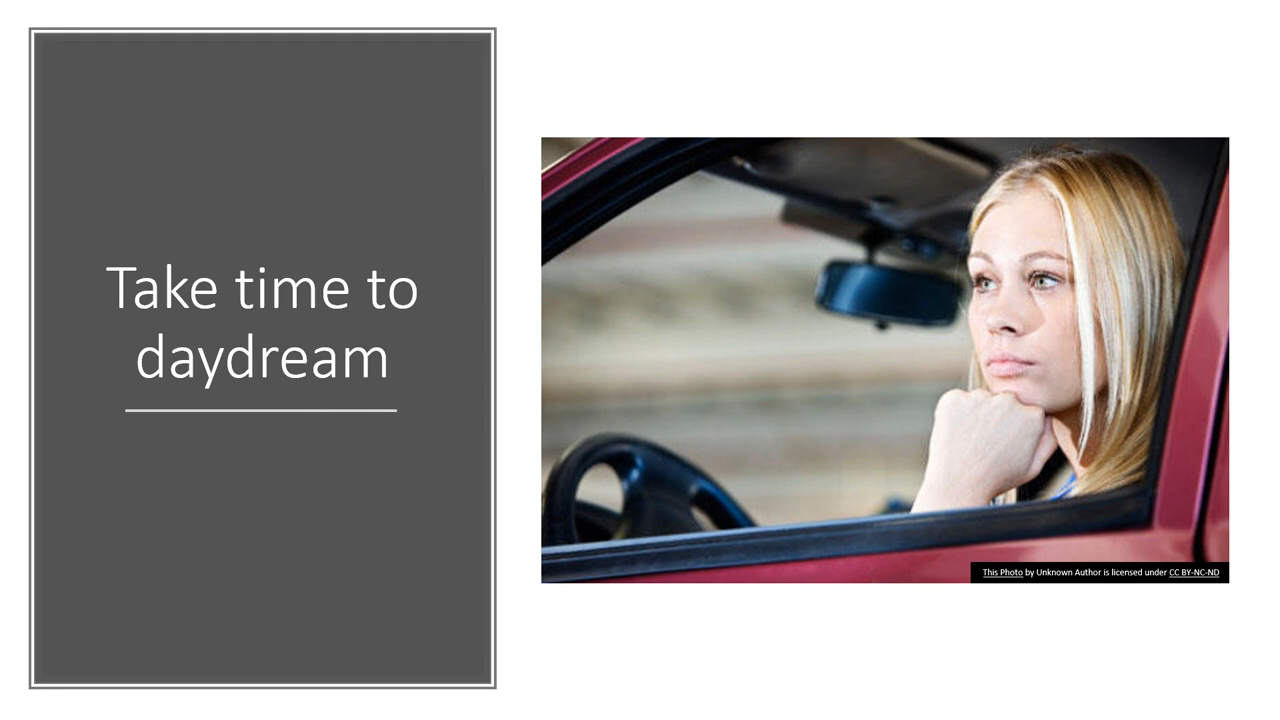 Take time to
daydream
This Photo by Unknown Author is licensed under CC BY-NC-ND